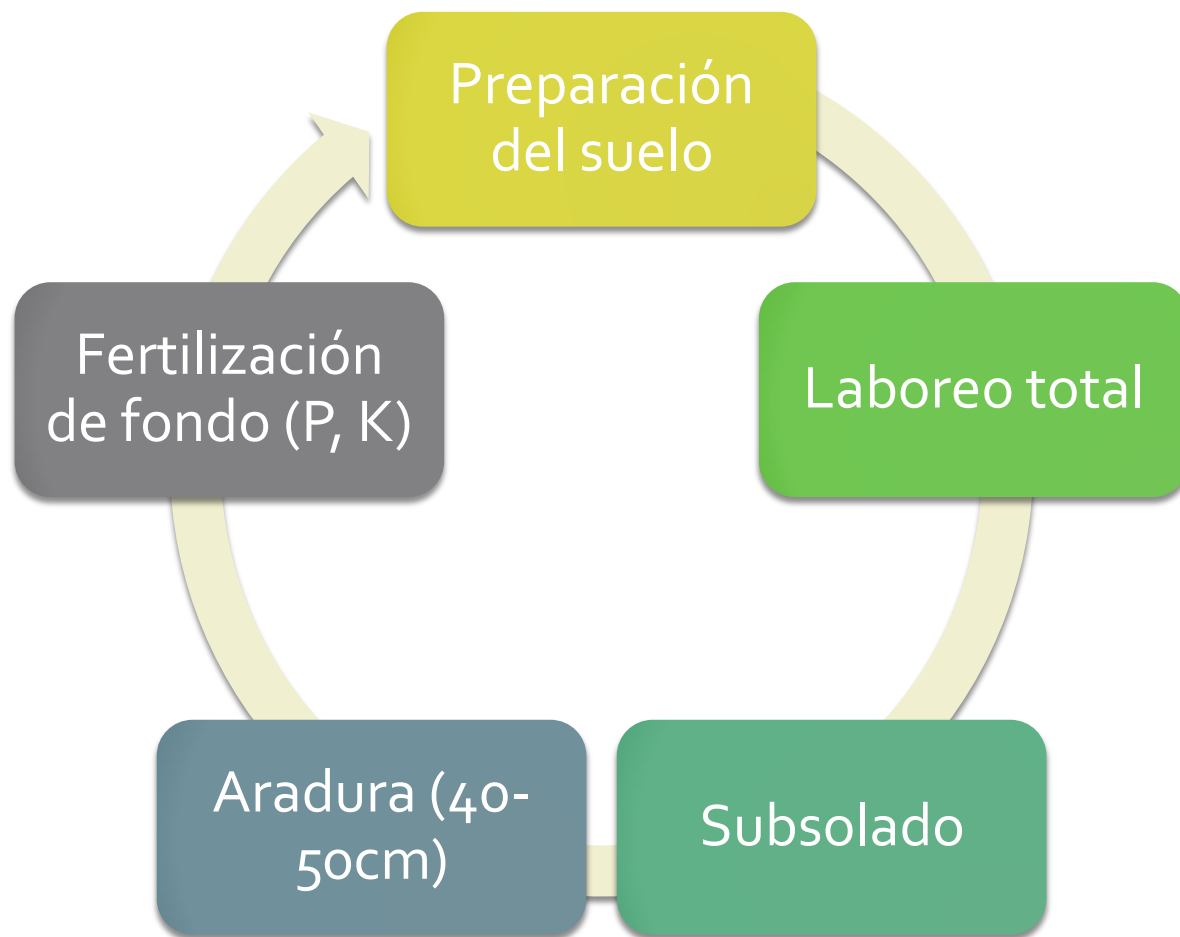 Preparación
del suelo
Laboreo total
Subsolado
Aradura (40-
50cm)
Fertilización
de fondo (P, K)